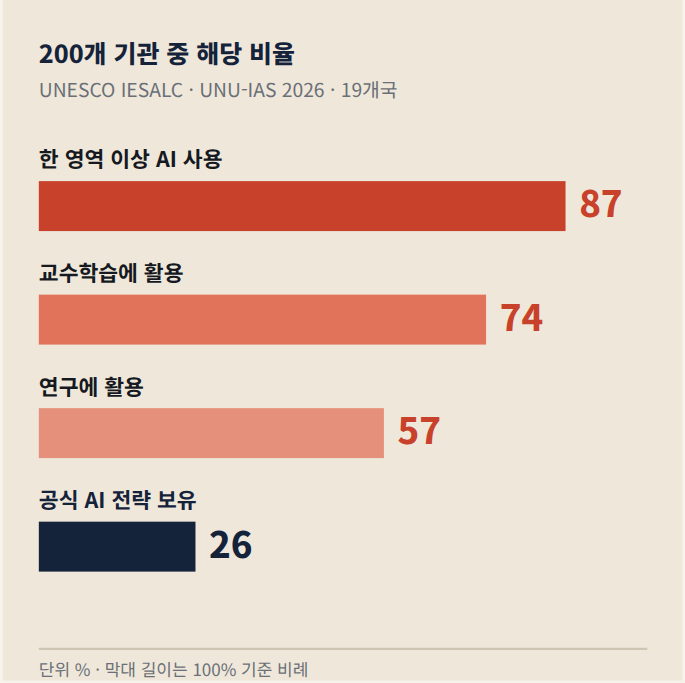 200개 기관 중 해당 비율
UNESCO IESALC · UNU-IAS 2026 · 19개국
한 영역 이상 AI 사용
87
교수학습에 활용
74
연구에 활용
57
공식 AI 전략 보유
26
단위 % · 막대 길이는 100% 기준 비례